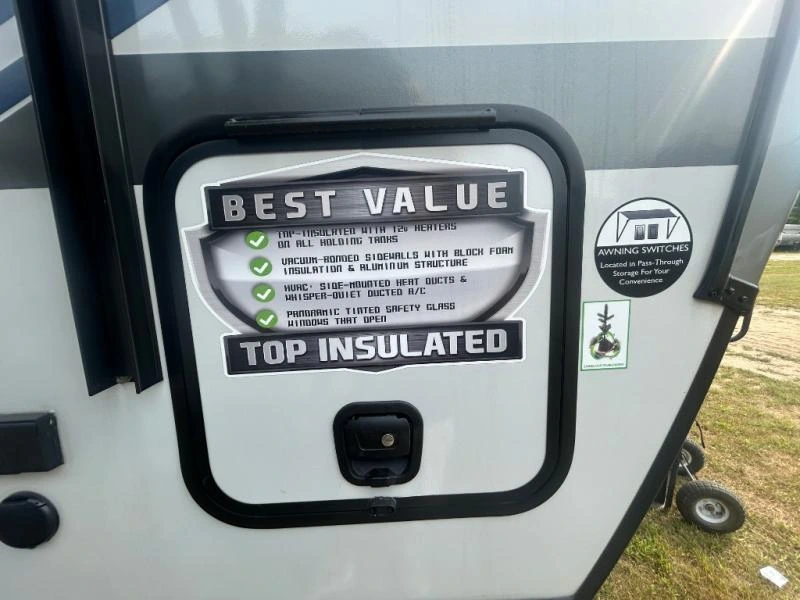 BEST VALUE
TOP-INSULATED WITH 12v HEATERS
ON ALL HOLDING TANKS
VACUUM-BONDED SIDEWALLS WITH BLOCK FOAM
INSULATION & ALUMINUM STRUCTURE
HVAC: SIDE-MOUNTED HEAT DUCTS &
WHISPER-QUIET DUCTED A/C
PANORAMIC TINTED SAFETY GLASS
WINDOWS THAT OPEN
TOP INSULATED
AWNING SWITCHES
Located in Pass-Through
Storage For Your
Convenience